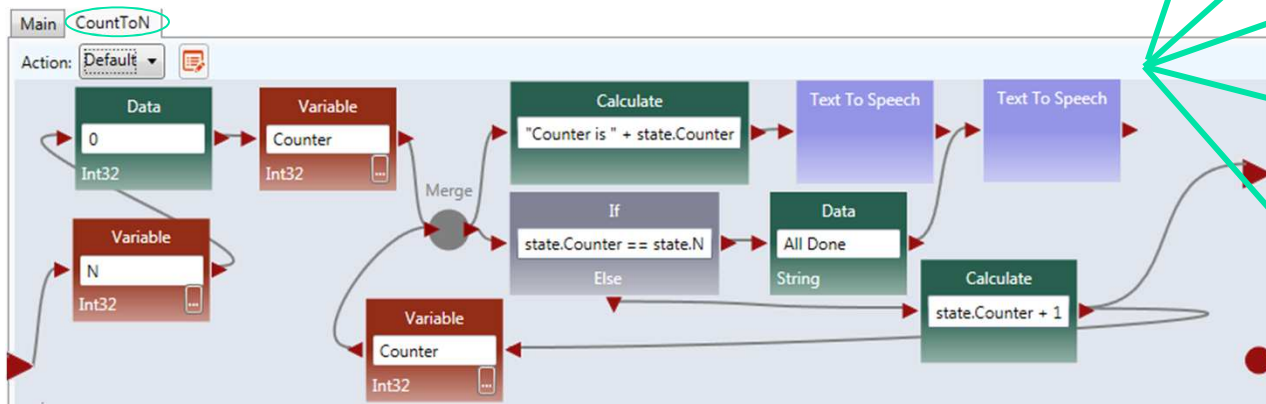 Main
CountToN
Action: Default
Data
0
Int32
Variable
Counter
Int32
...
Calculate
"Counter is " + state.Counter
Text To Speech
Text To Speech
Merge
Variable
N
Int32
...
If
state.Counter == state.N
Else
Data
All Done
String
Calculate
state.Counter + 1
Variable
Counter
Int32
...